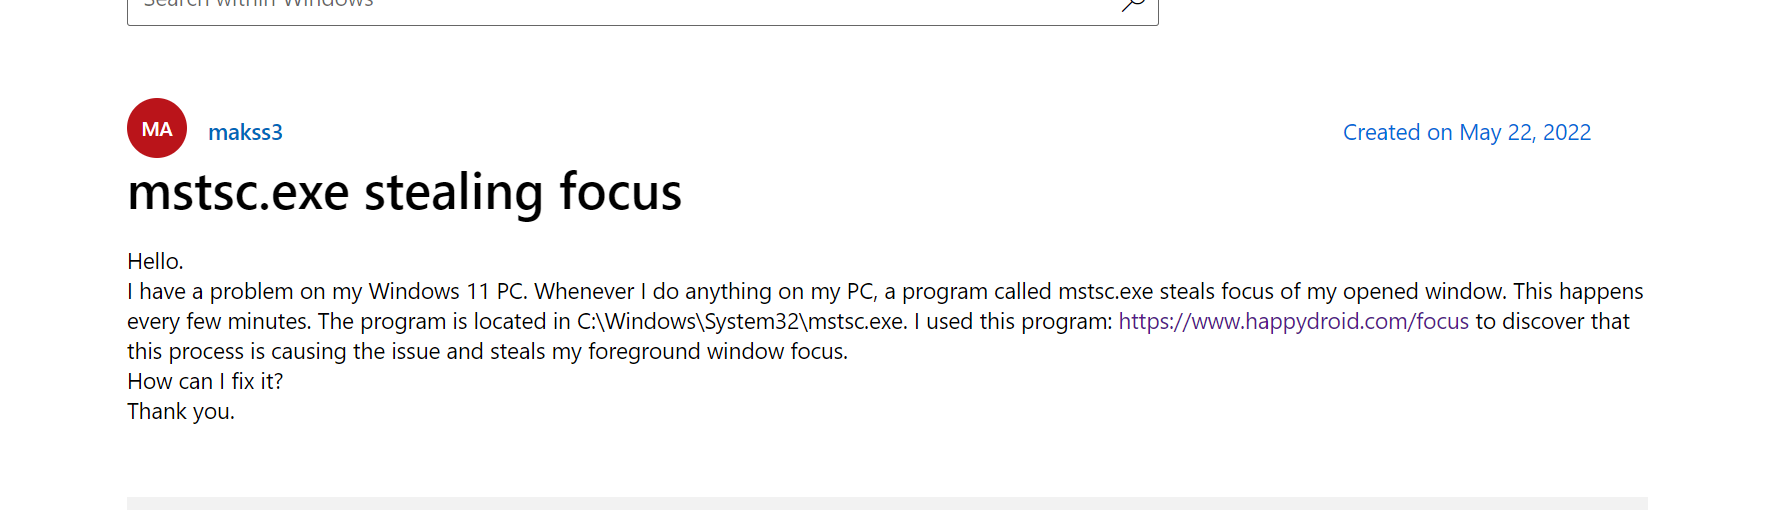 Search within Windows
MA
makss3
Created on May 22, 2022
mstsc.exe stealing focus
Hello.
I have a problem on my Windows 11 PC. Whenever I do anything on my PC, a program called mstsc.exe steals focus of my opened window. This happens
every few minutes. The program is located in C:\Windows\System32\mstsc.exe. I used this program: https://www.happydroid.com/focus to discover that
this process is causing the issue and steals my foreground window focus.
How can I fix it?
Thank you.